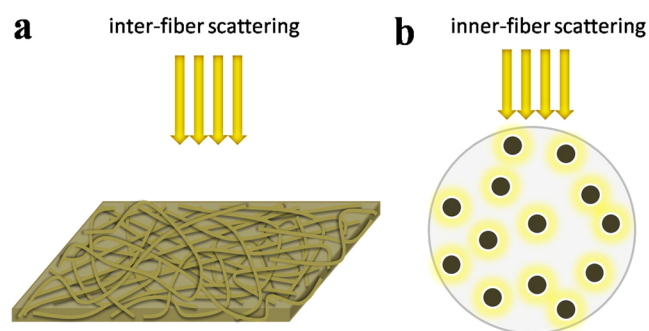 a
inter-fiber scattering
b
inner-fiber scattering